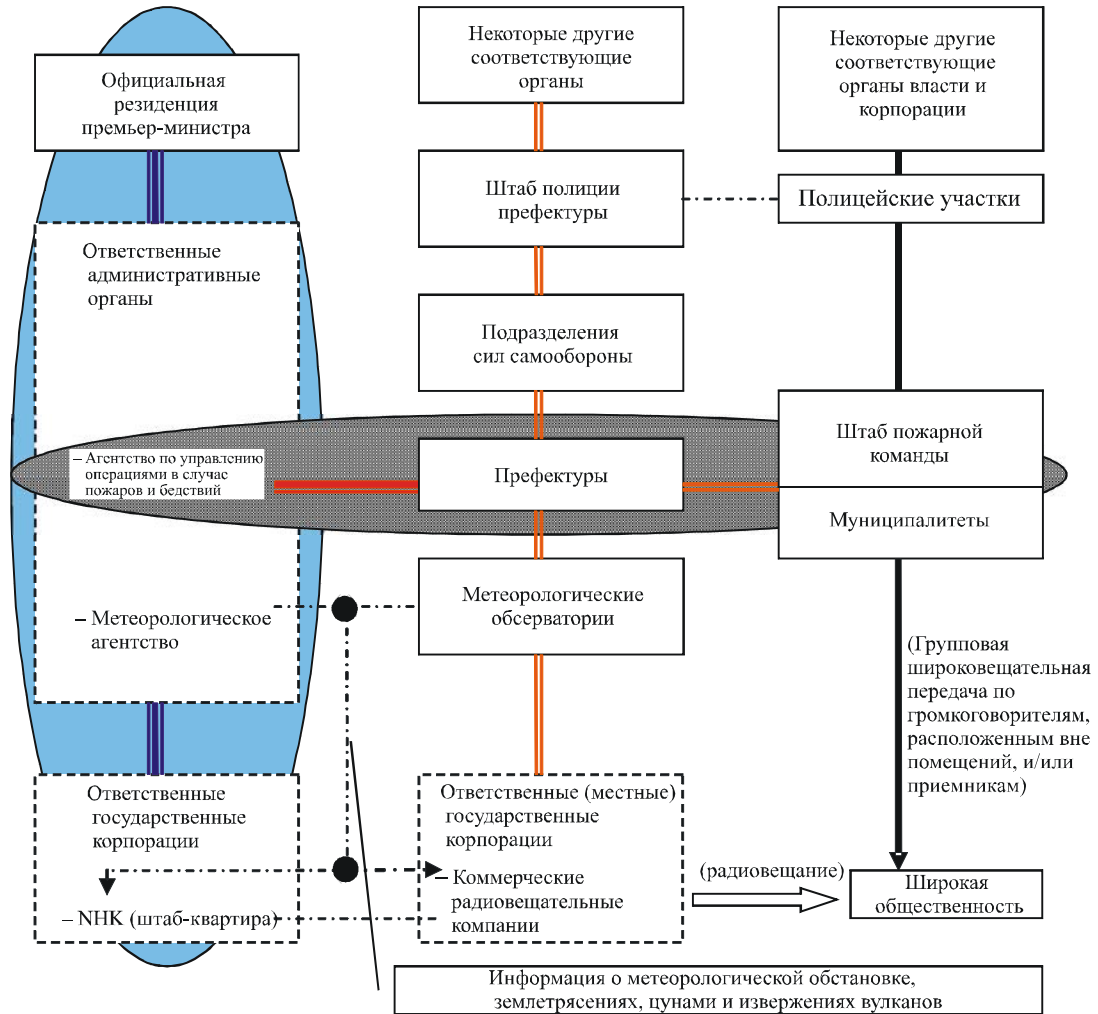 Официальная
резиденция
премьер-министра
Ответственные
административные
органы
– Агентство по управлению
операциями в случае
пожаров и бедствий
– Метеорологическое
агентство
Ответственные
государственные
корпорации
– NHK (штаб-квартира)
Некоторые другие
соответствующие
органы
Штаб полиции
префектуры
Подразделения
сил самообороны
Префектуры
Метеорологические
обсерватории
Ответственные (местные)
государственные
корпорации
– Коммерческие
радиовещательные
компании
Некоторые другие
соответствующие
органы власти и
корпорации
Полицейские участки
Штаб пожарной
команды
Муниципалитеты
(Групповая
широковещательная
передача по
громкоговорителям,
расположенным вне
помещений, и/или
приемникам)
(радиовещание)
Широкая
общественность
Информация о метеорологической обстановке,
землетрясениях, цунами и извержениях вулканов